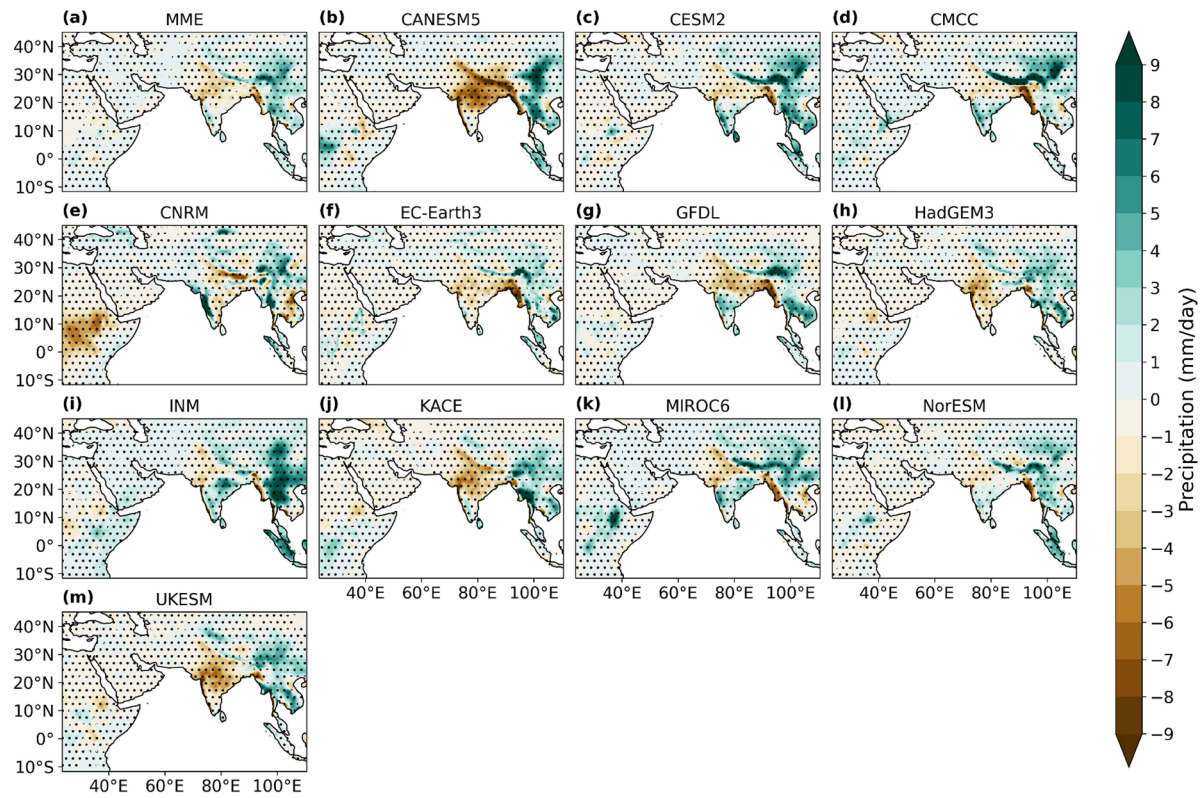 (a) MME
(b) CANESM5
(c) CESM2
(d) CMCC
40°N
30°N
20°N
10°N
0°
10°S
(e) CNRM
(f) EC-Earth3
(g) GFDL
(h) HadGEM3
40°N
30°N
20°N
10°N
0°
10°S
(i) INM
(j) KACE
(k) MIROC6
(l) NorESM
40°N
30°N
20°N
10°N
0°
10°S
40°E 60°E 80°E 100°E
40°E 60°E 80°E 100°E
40°E 60°E 80°E 100°E
(m) UKESM
40°N
30°N
20°N
10°N
0°
10°S
40°E 60°E 80°E 100°E
9
8
7
6
5
4
3
2
1
0
−1
−2
−3
−4
−5
−6
−7
−8
−9
Precipitation (mm/day)